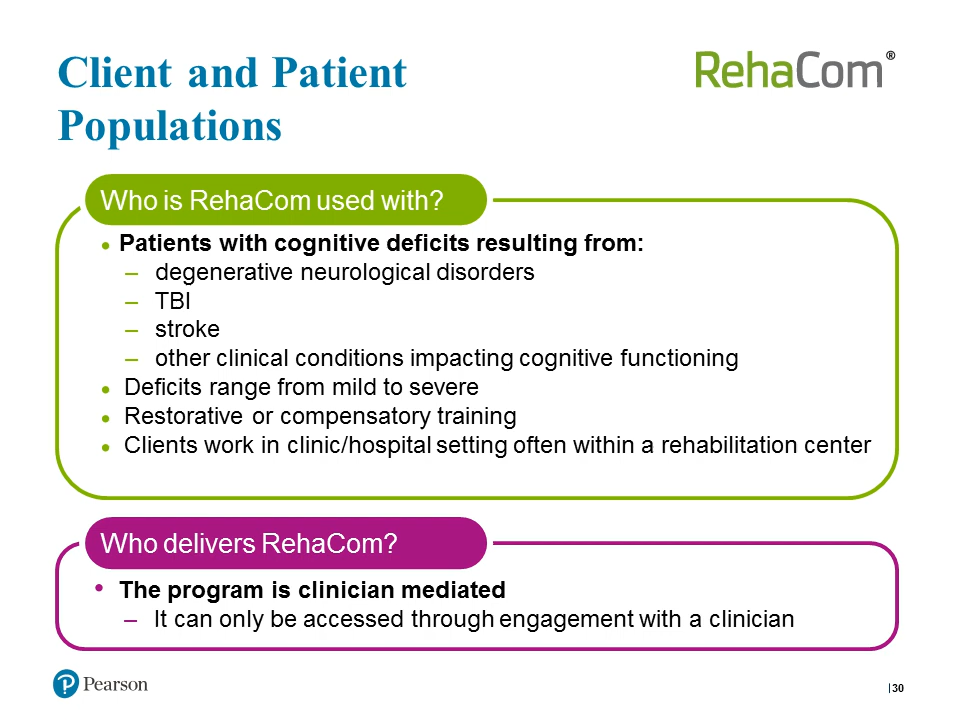 Client and Patient
Populations
RehaCom®
Who is RehaCom used with?
• Patients with cognitive deficits resulting from:
– degenerative neurological disorders
– TBI
– stroke
– other clinical conditions impacting cognitive functioning
• Deficits range from mild to severe
• Restorative or compensatory training
• Clients work in clinic/hospital setting often within a rehabilitation center
Who delivers RehaCom?
• The program is clinician mediated
– It can only be accessed through engagement with a clinician
P Pearson
| 30